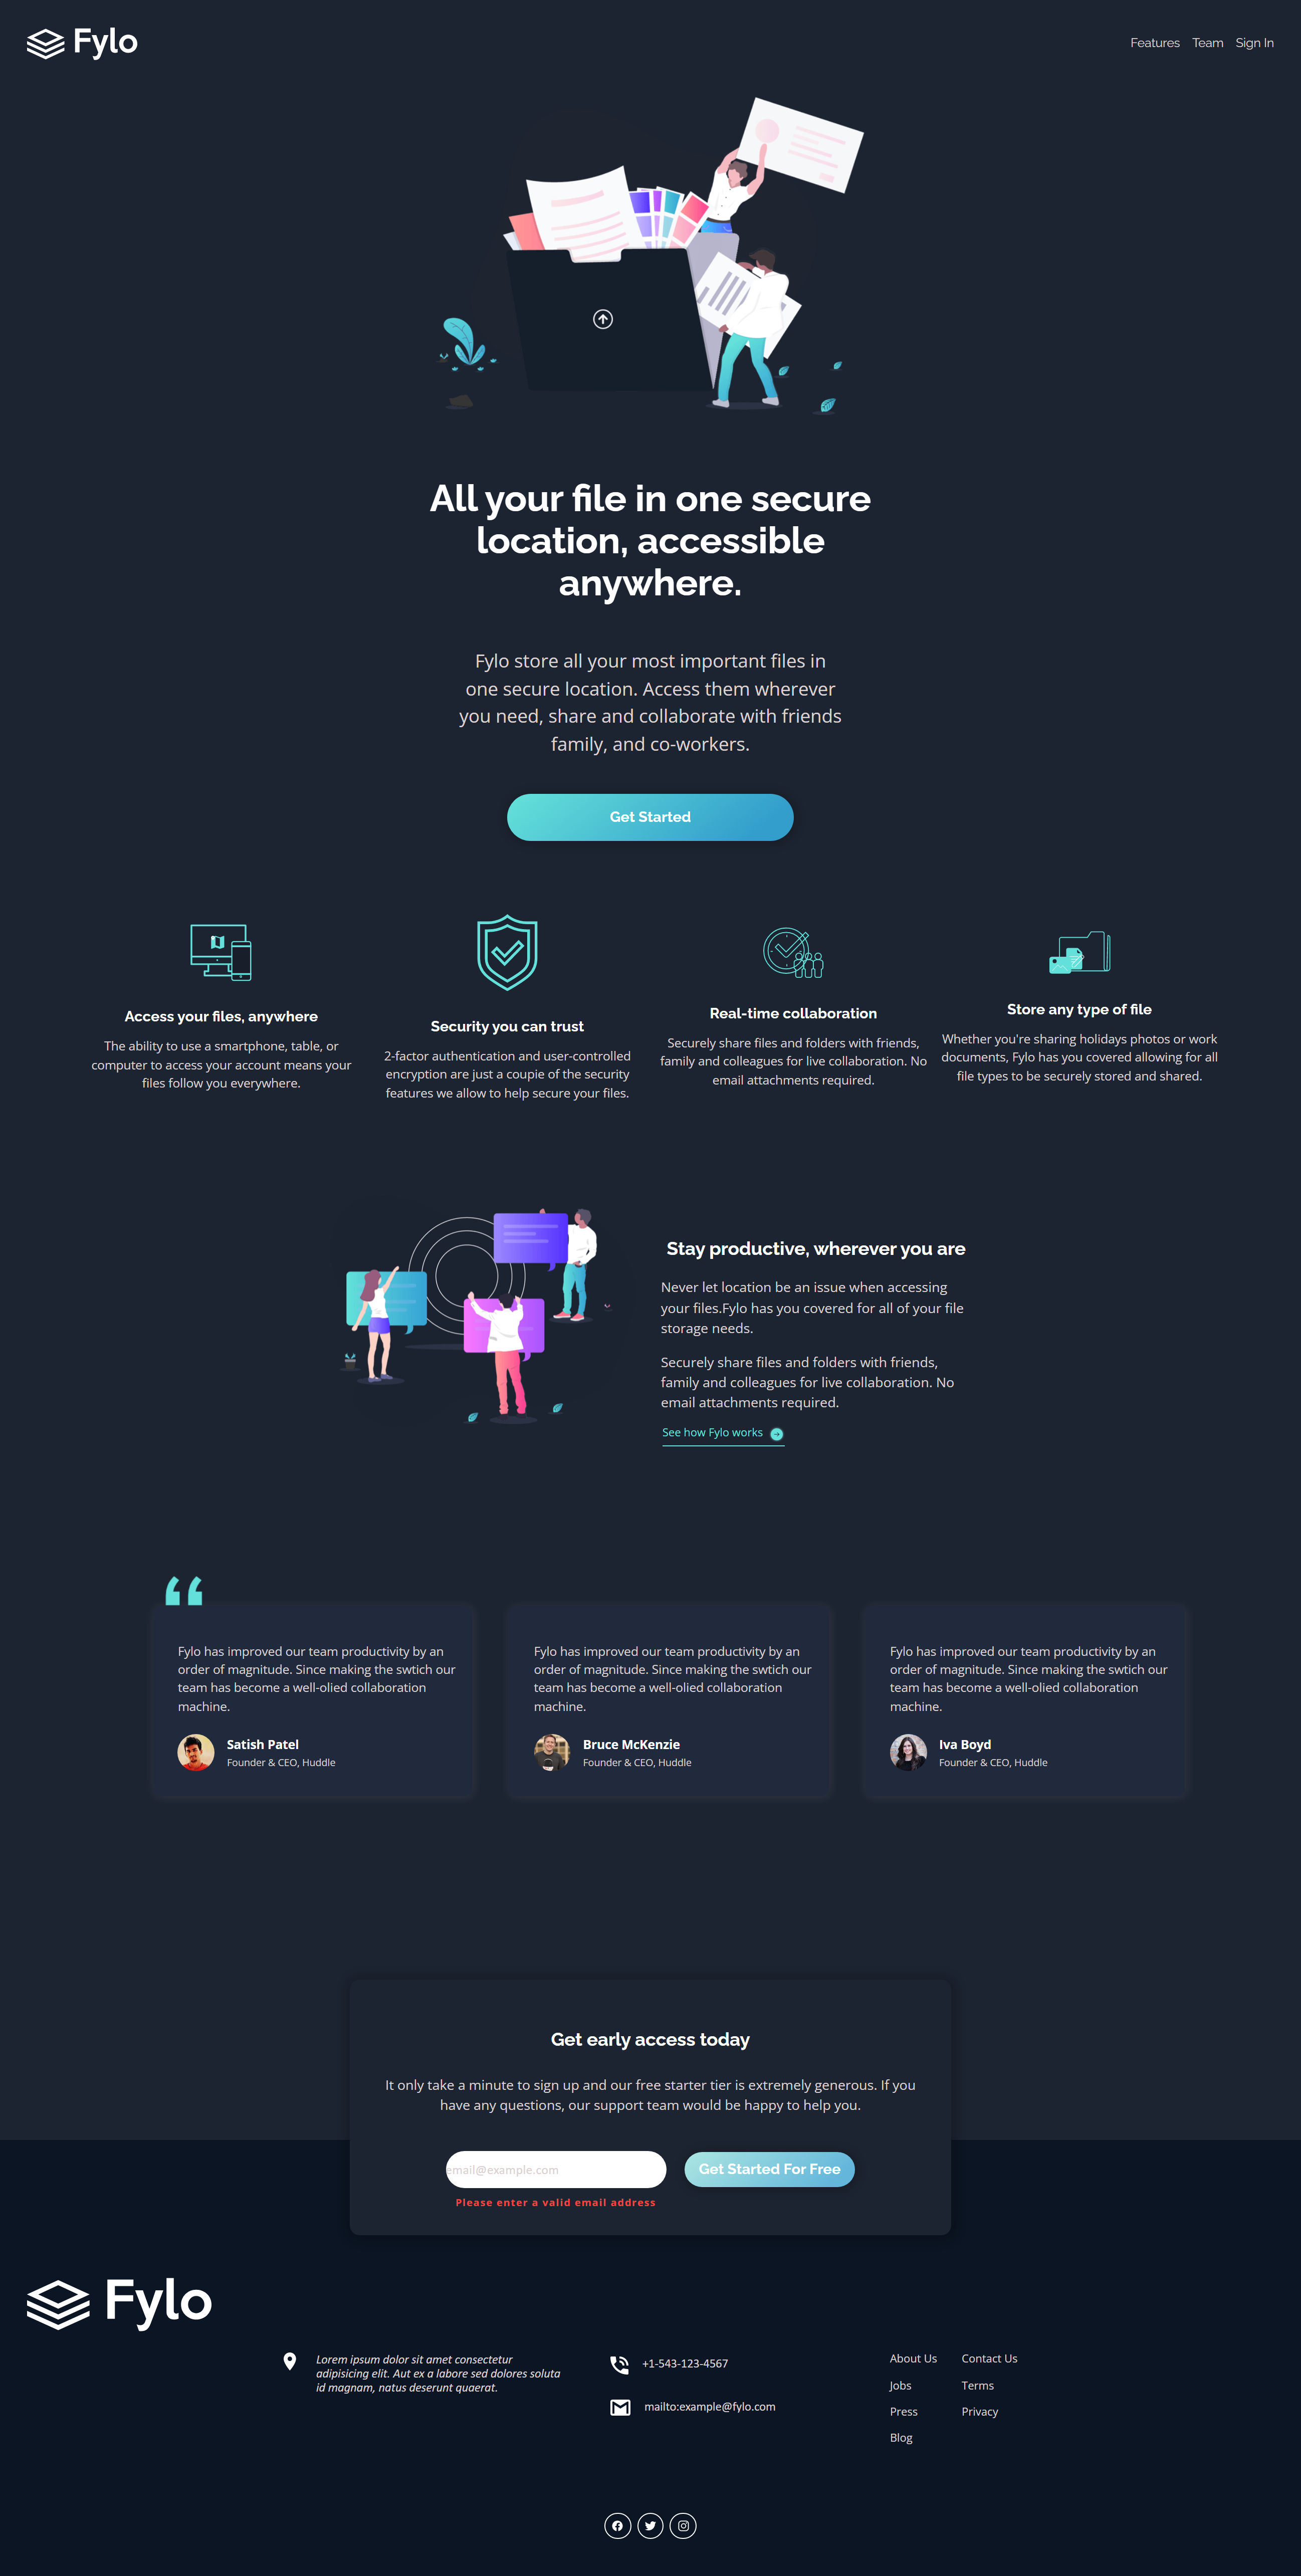 Fylo
Features Team Sign In
All your file in one secure
location, accessible
anywhere.
Fylo store all your most important files in
one secure location. Access them wherever
you need, share and collaborate with friends
family, and co-workers.
Get Started
Access your files, anywhere
The ability to use a smartphone, table, or
computer to access your account means your
files follow you everywhere.
Security you can trust
2-factor authentication and user-controlled
encryption are just a coupie of the security
features we allow to help secure your files.
Real-time collaboration
Securely share files and folders with friends,
family and colleagues for live collaboration. No
email attachments required.
Store any type of file
Whether you're sharing holidays photos or work
documents, Fylo has you covered allowing for all
file types to be securely stored and shared.
Stay productive, wherever you are
Never let location be an issue when accessing
your files.Fylo has you covered for all of your file
storage needs.
Securely share files and folders with friends,
family and colleagues for live collaboration. No
email attachments required.
See how Fylo works
Fylo has improved our team productivity by an
order of magnitude. Since making the swtich our
team has become a well-olied collaboration
machine.
Satish Patel
Founder & CEO, Huddle
Fylo has improved our team productivity by an
order of magnitude. Since making the swtich our
team has become a well-olied collaboration
machine.
Bruce McKenzie
Founder & CEO, Huddle
Fylo has improved our team productivity by an
order of magnitude. Since making the swtich our
team has become a well-olied collaboration
machine.
Iva Boyd
Founder & CEO, Huddle
Get early access today
It only take a minute to sign up and our free starter tier is extremely generous. If you
have any questions, our support team would be happy to help you.
email@example.com
Get Started For Free
Please enter a valid email address
Fylo
Lorem ipsum dolor sit amet consectetur
adipisicing elit. Aut ex a labore sed dolores soluta
id magnam, natus deserunt quaerat.
+1-543-123-4567
mailto:example@fylo.com
About Us
Jobs
Press
Blog
Contact Us
Terms
Privacy